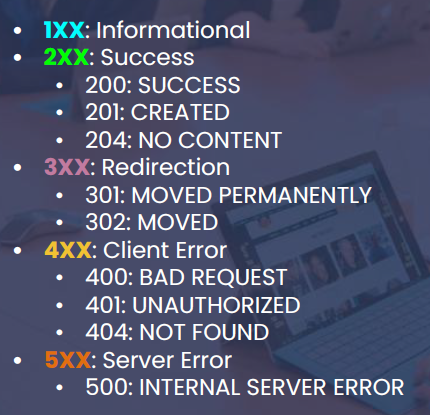 • 1XX: Informational
• 2XX: Success
• 200: SUCCESS
• 201: CREATED
• 204: NO CONTENT
• 3XX: Redirection
• 301: MOVED PERMANENTLY
• 302: MOVED
• 4XX: Client Error
• 400: BAD REQUEST
• 401: UNAUTHORIZED
• 404: NOT FOUND
• 5XX: Server Error
• 500: INTERNAL SERVER ERROR